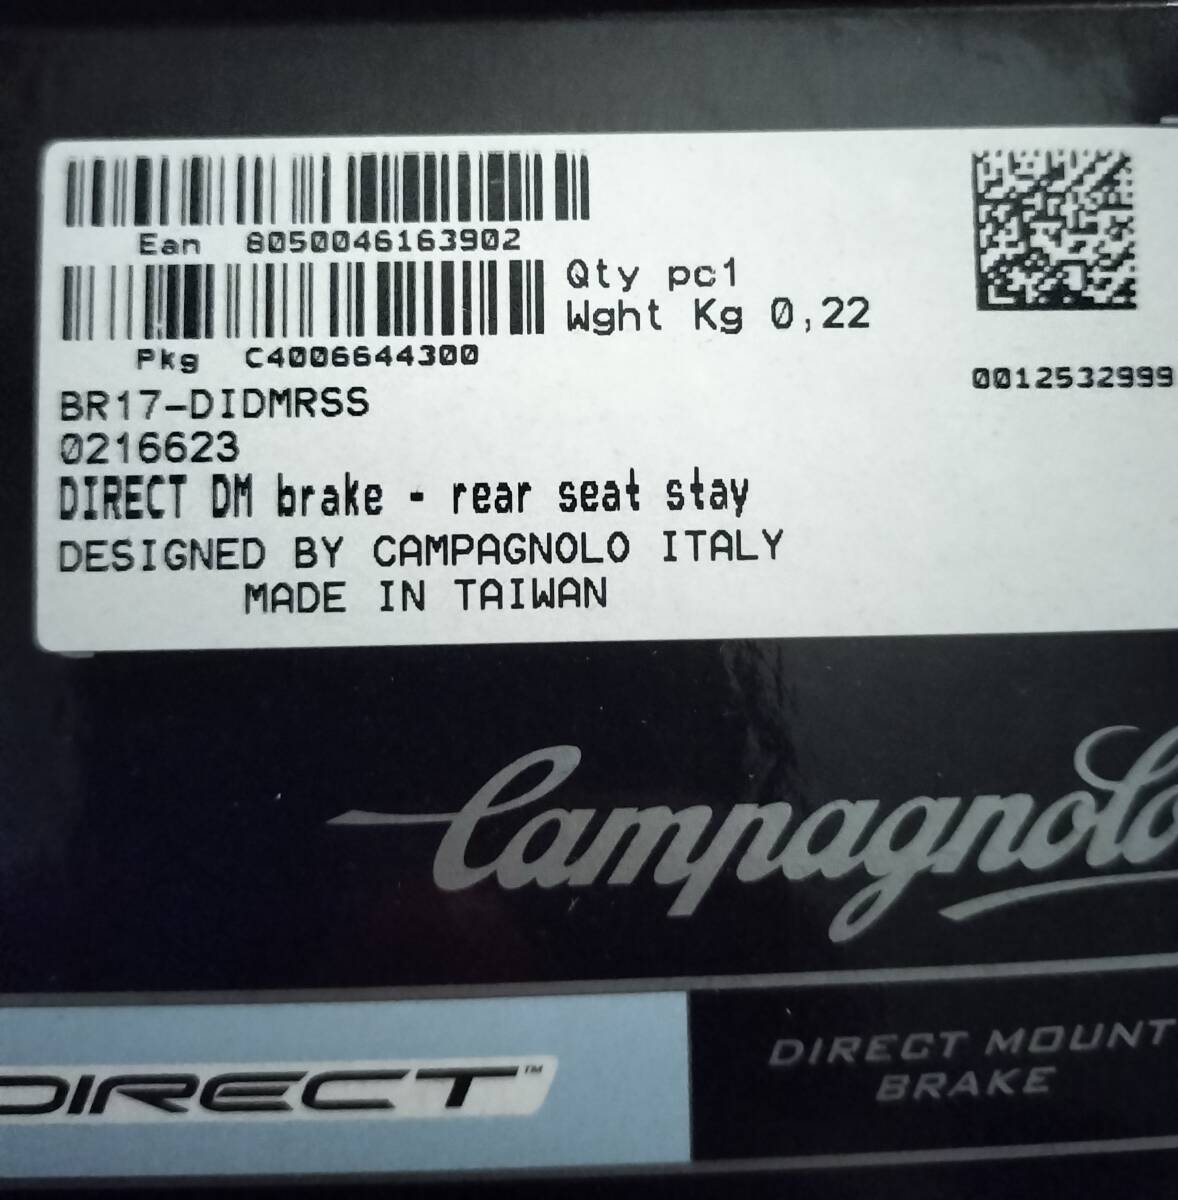 Ean 8050046163902
Qty pc1
Wght Kg 0,22
Pkg C4006644300
0012532999
BR17-DIDMRSS
0216623
DIRECT DM brake - rear seat stay
DESIGNED BY CAMPAGNOLO ITALY
MADE IN TAIWAN
Campagnolo
DIRECT™
DIRECT MOUNT
BRAKE